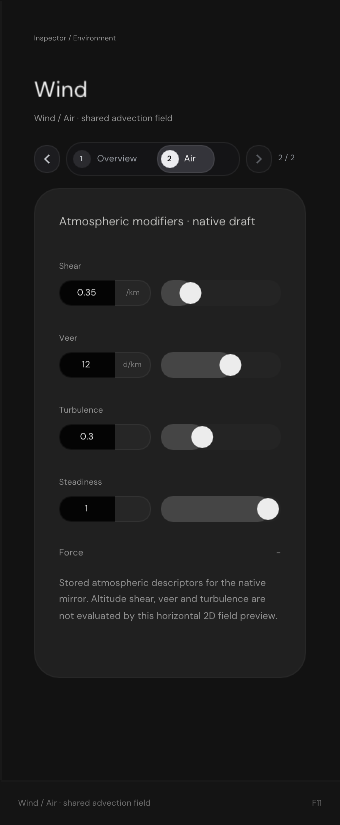 Inspector / Environment
Wind
Wind / Air · shared advection field
1 Overview 2 Air 2 / 2
Atmospheric modifiers · native draft
Shear
0.35 /km
Veer
12 d/km
Turbulence
0.3
Steadiness
1
Force -
Stored atmospheric descriptors for the native
mirror. Altitude shear, veer and turbulence are
not evaluated by this horizontal 2D field preview.
Wind / Air · shared advection field F11